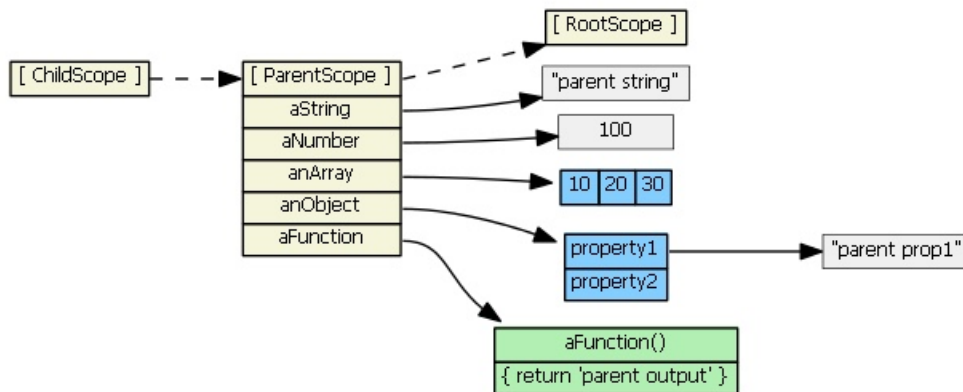 [ RootScope ]
[ ChildScope ]
[ ParentScope ]
aString
"parent string"
aNumber
100
anArray
10 20 30
anObject
property1
"parent prop1"
property2
aFunction
aFunction()
{ return 'parent output' }